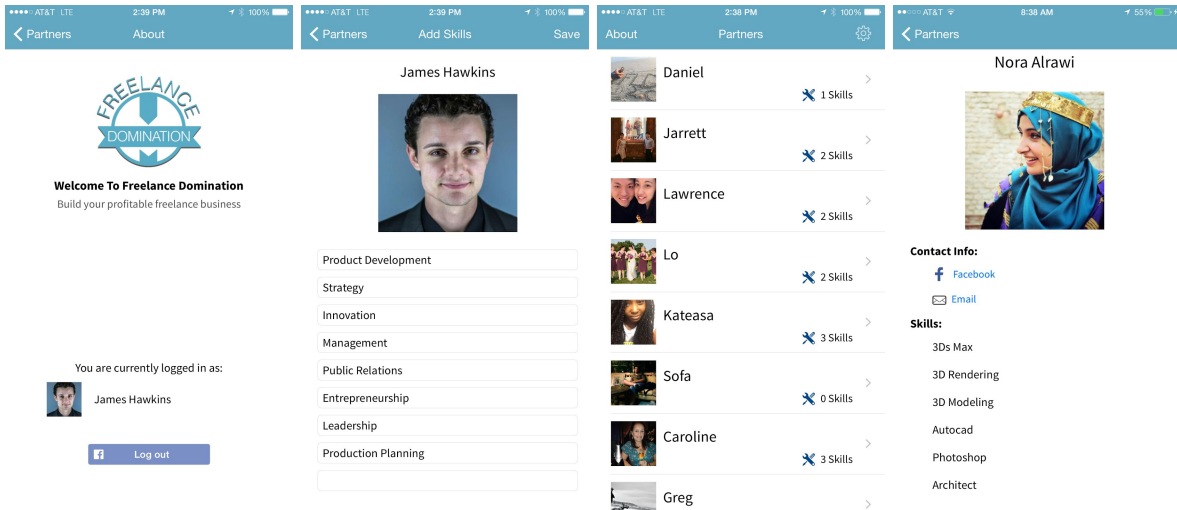 AT&T LTE 2:39 PM 100%
Partners About
FREELANCE
DOMINATION
Welcome To Freelance Domination
Build your profitable freelance business
You are currently logged in as:
James Hawkins
Log out
AT&T LTE 2:39 PM 100%
Partners Add Skills Save
James Hawkins
Product Development
Strategy
Innovation
Management
Public Relations
Entrepreneurship
Leadership
Production Planning
AT&T LTE 2:38 PM 100%
About Partners
Daniel
1 Skills
Jarrett
2 Skills
Lawrence
2 Skills
Lo
2 Skills
Kateasa
3 Skills
Sofa
0 Skills
Caroline
3 Skills
Greg
AT&T 8:38 AM 55%
Partners
Nora Alrawi
Contact Info:
Facebook
Email
Skills:
3Ds Max
3D Rendering
3D Modeling
Autocad
Photoshop
Architect